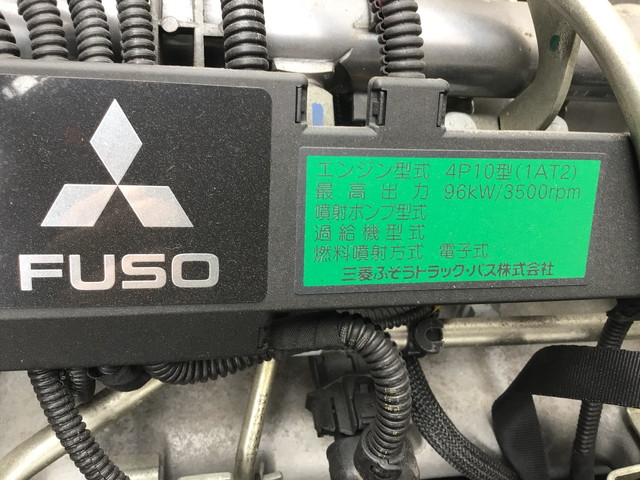 FUSO
エンジン型式 4P10型(1AT2)
最高出力 96kW/3500rpm
噴射ポンプ型式
過給機型式
燃料噴射方式 電子式
三菱ふそうトラック・バス株式会社